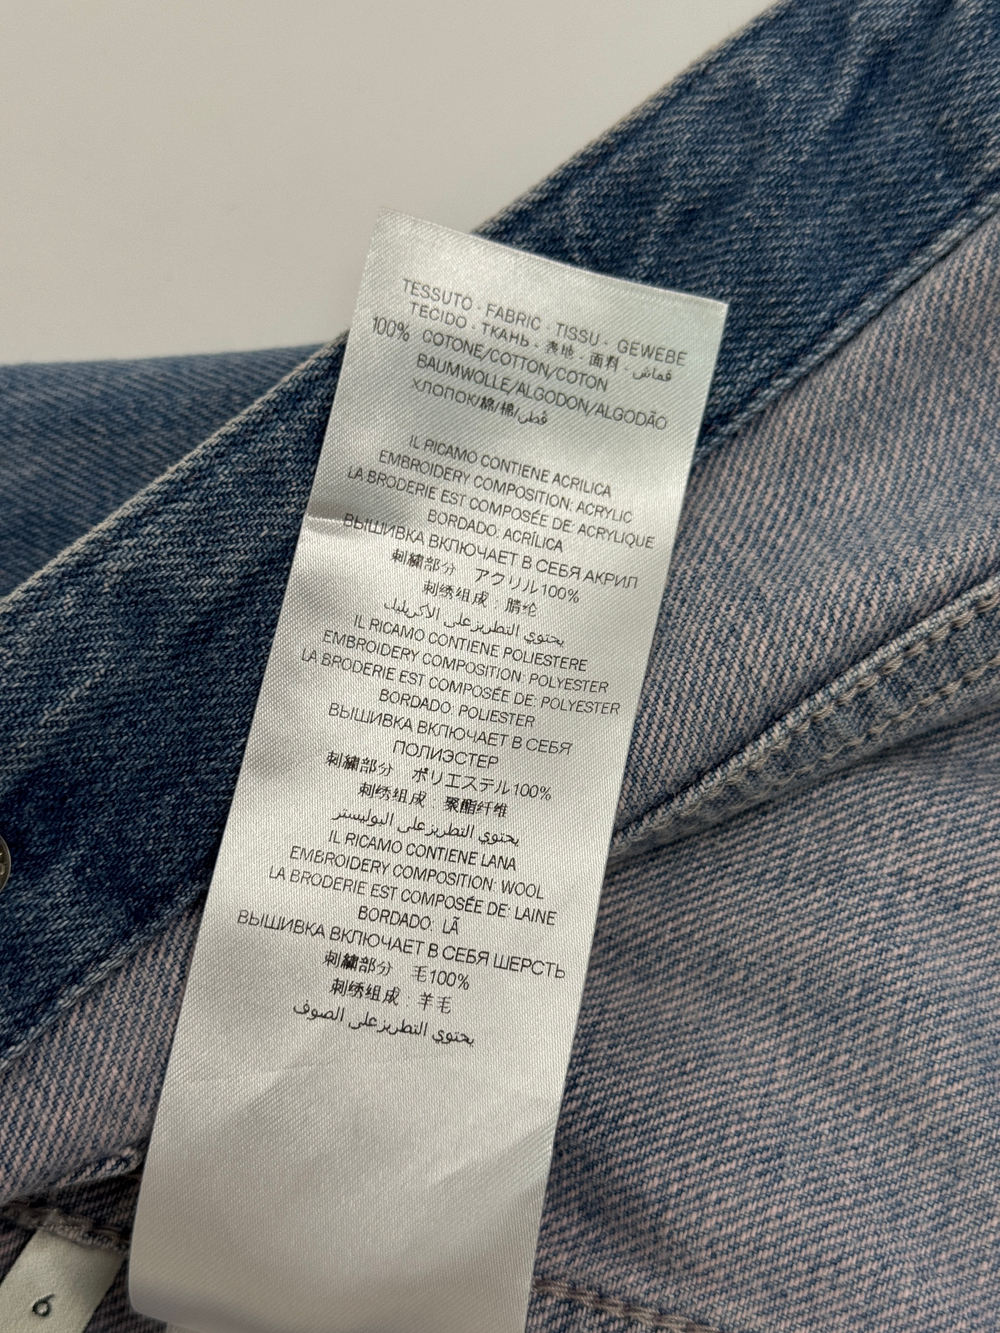 TESSUTO · FABRIC · TISSU · GEWEBE
TECIDO · ТКАНЬ · 表地 · 面料 · قماش
100% COTONE/COTTON/COTON
BAUMWOLLE/ALGODON/ALGODÃO
ХЛОПОК/綿/棉/قطن
IL RICAMO CONTIENE ACRILICA
EMBROIDERY COMPOSITION: ACRYLIC
LA BRODERIE EST COMPOSÉE DE: ACRYLIQUE
BORDADO: ACRÍLICA
ВЫШИВКА ВКЛЮЧАЕТ В СЕБЯ АКРИЛ
刺繍部分 アクリル100%
刺绣组成：腈纶
يحتوي التطريز على الأكريليك
IL RICAMO CONTIENE POLIESTERE
EMBROIDERY COMPOSITION: POLYESTER
LA BRODERIE EST COMPOSÉE DE: POLYESTER
BORDADO: POLIESTER
ВЫШИВКА ВКЛЮЧАЕТ В СЕБЯ
ПОЛИЭСТЕР
刺繍部分 ポリエステル100%
刺绣组成：聚酯纤维
يحتوي التطريز على البوليستر
IL RICAMO CONTIENE LANA
EMBROIDERY COMPOSITION: WOOL
LA BRODERIE EST COMPOSÉE DE: LAINE
BORDADO: LÃ
ВЫШИВКА ВКЛЮЧАЕТ В СЕБЯ ШЕРСТЬ
刺繍部分 毛100%
刺绣组成：羊毛
يحتوي التطريز على الصوف
6